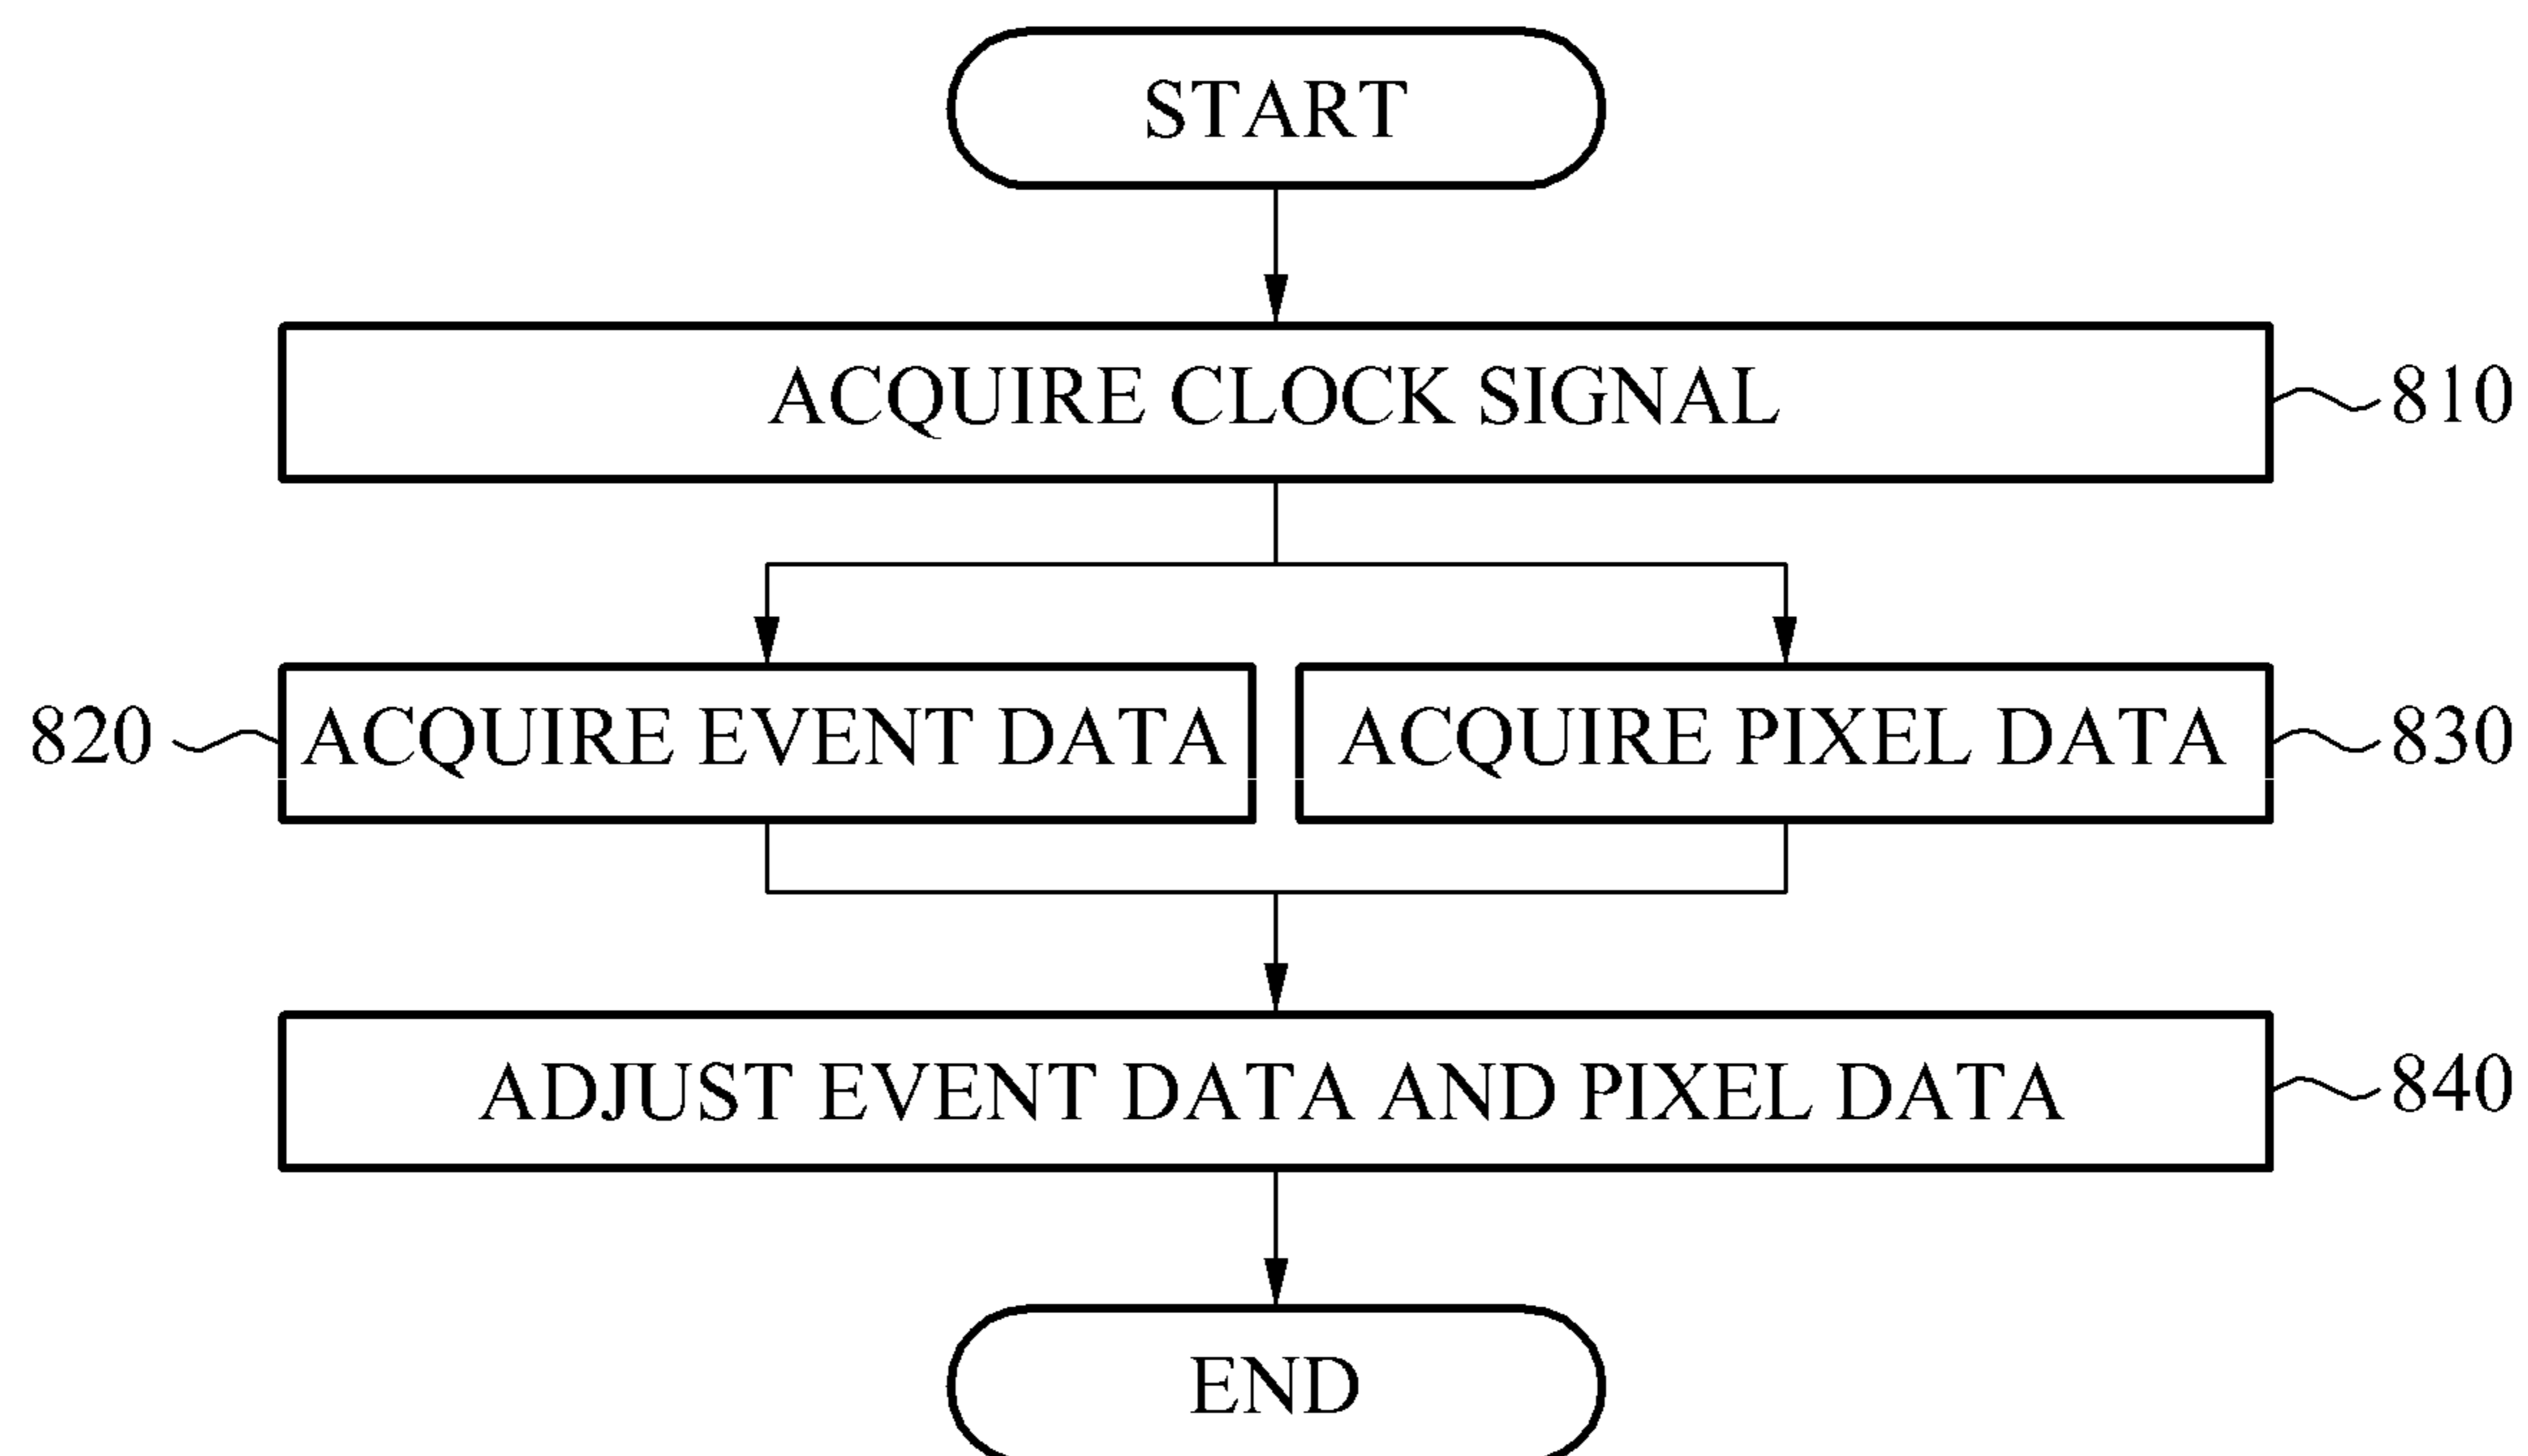 START
ACQUIRE CLOCK SIGNAL 810
820 ACQUIRE EVENT DATA ACQUIRE PIXEL DATA 830
ADJUST EVENT DATA AND PIXEL DATA 840
END